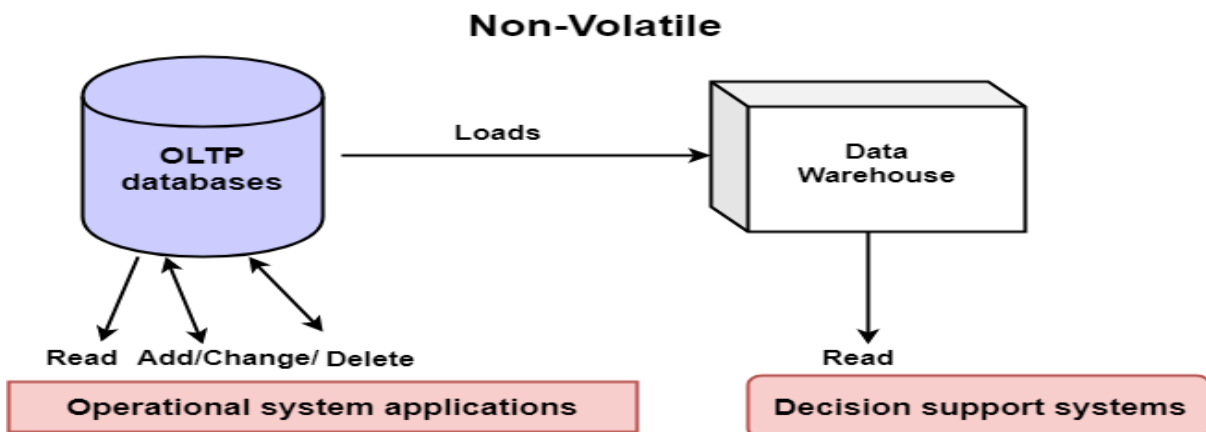 Non-Volatile
Loads
OLTP
databases
Data
Warehouse
Read Add/Change/ Delete
Read
Operational system applications
Decision support systems